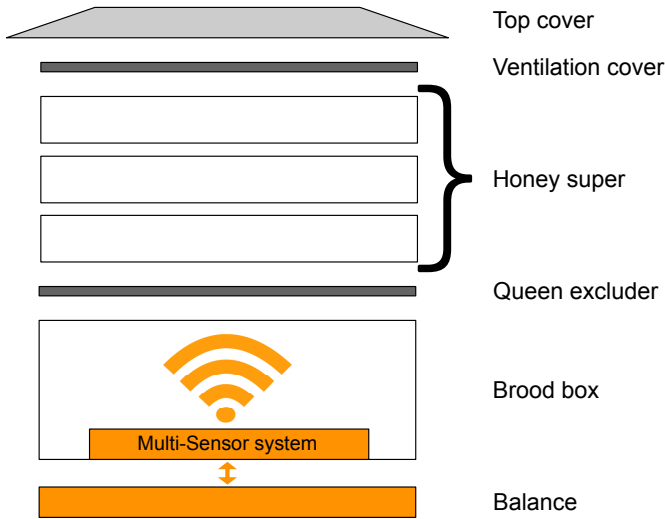 Top cover
Ventilation cover
Honey super
Queen excluder
Brood box
Multi-Sensor system
Balance